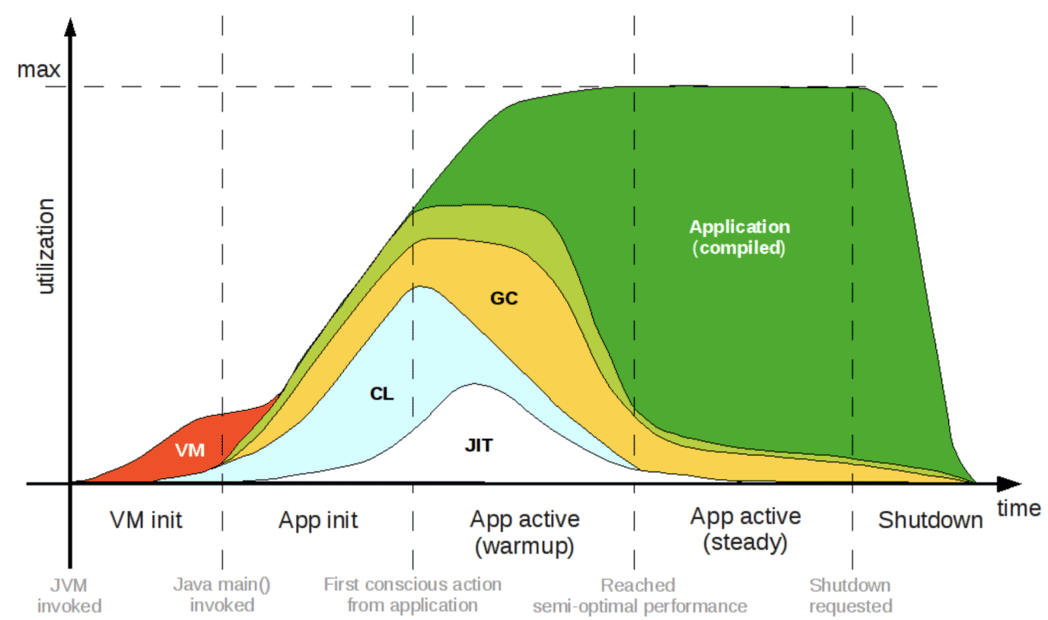 max
utilization
Application
(compiled)
GC
CL
VM
JIT
time
VM init
App init
App active
(warmup)
App active
(steady)
Shutdown
JVM
invoked
Java main()
invoked
First conscious action
from application
Reached
semi-optimal performance
Shutdown
requested